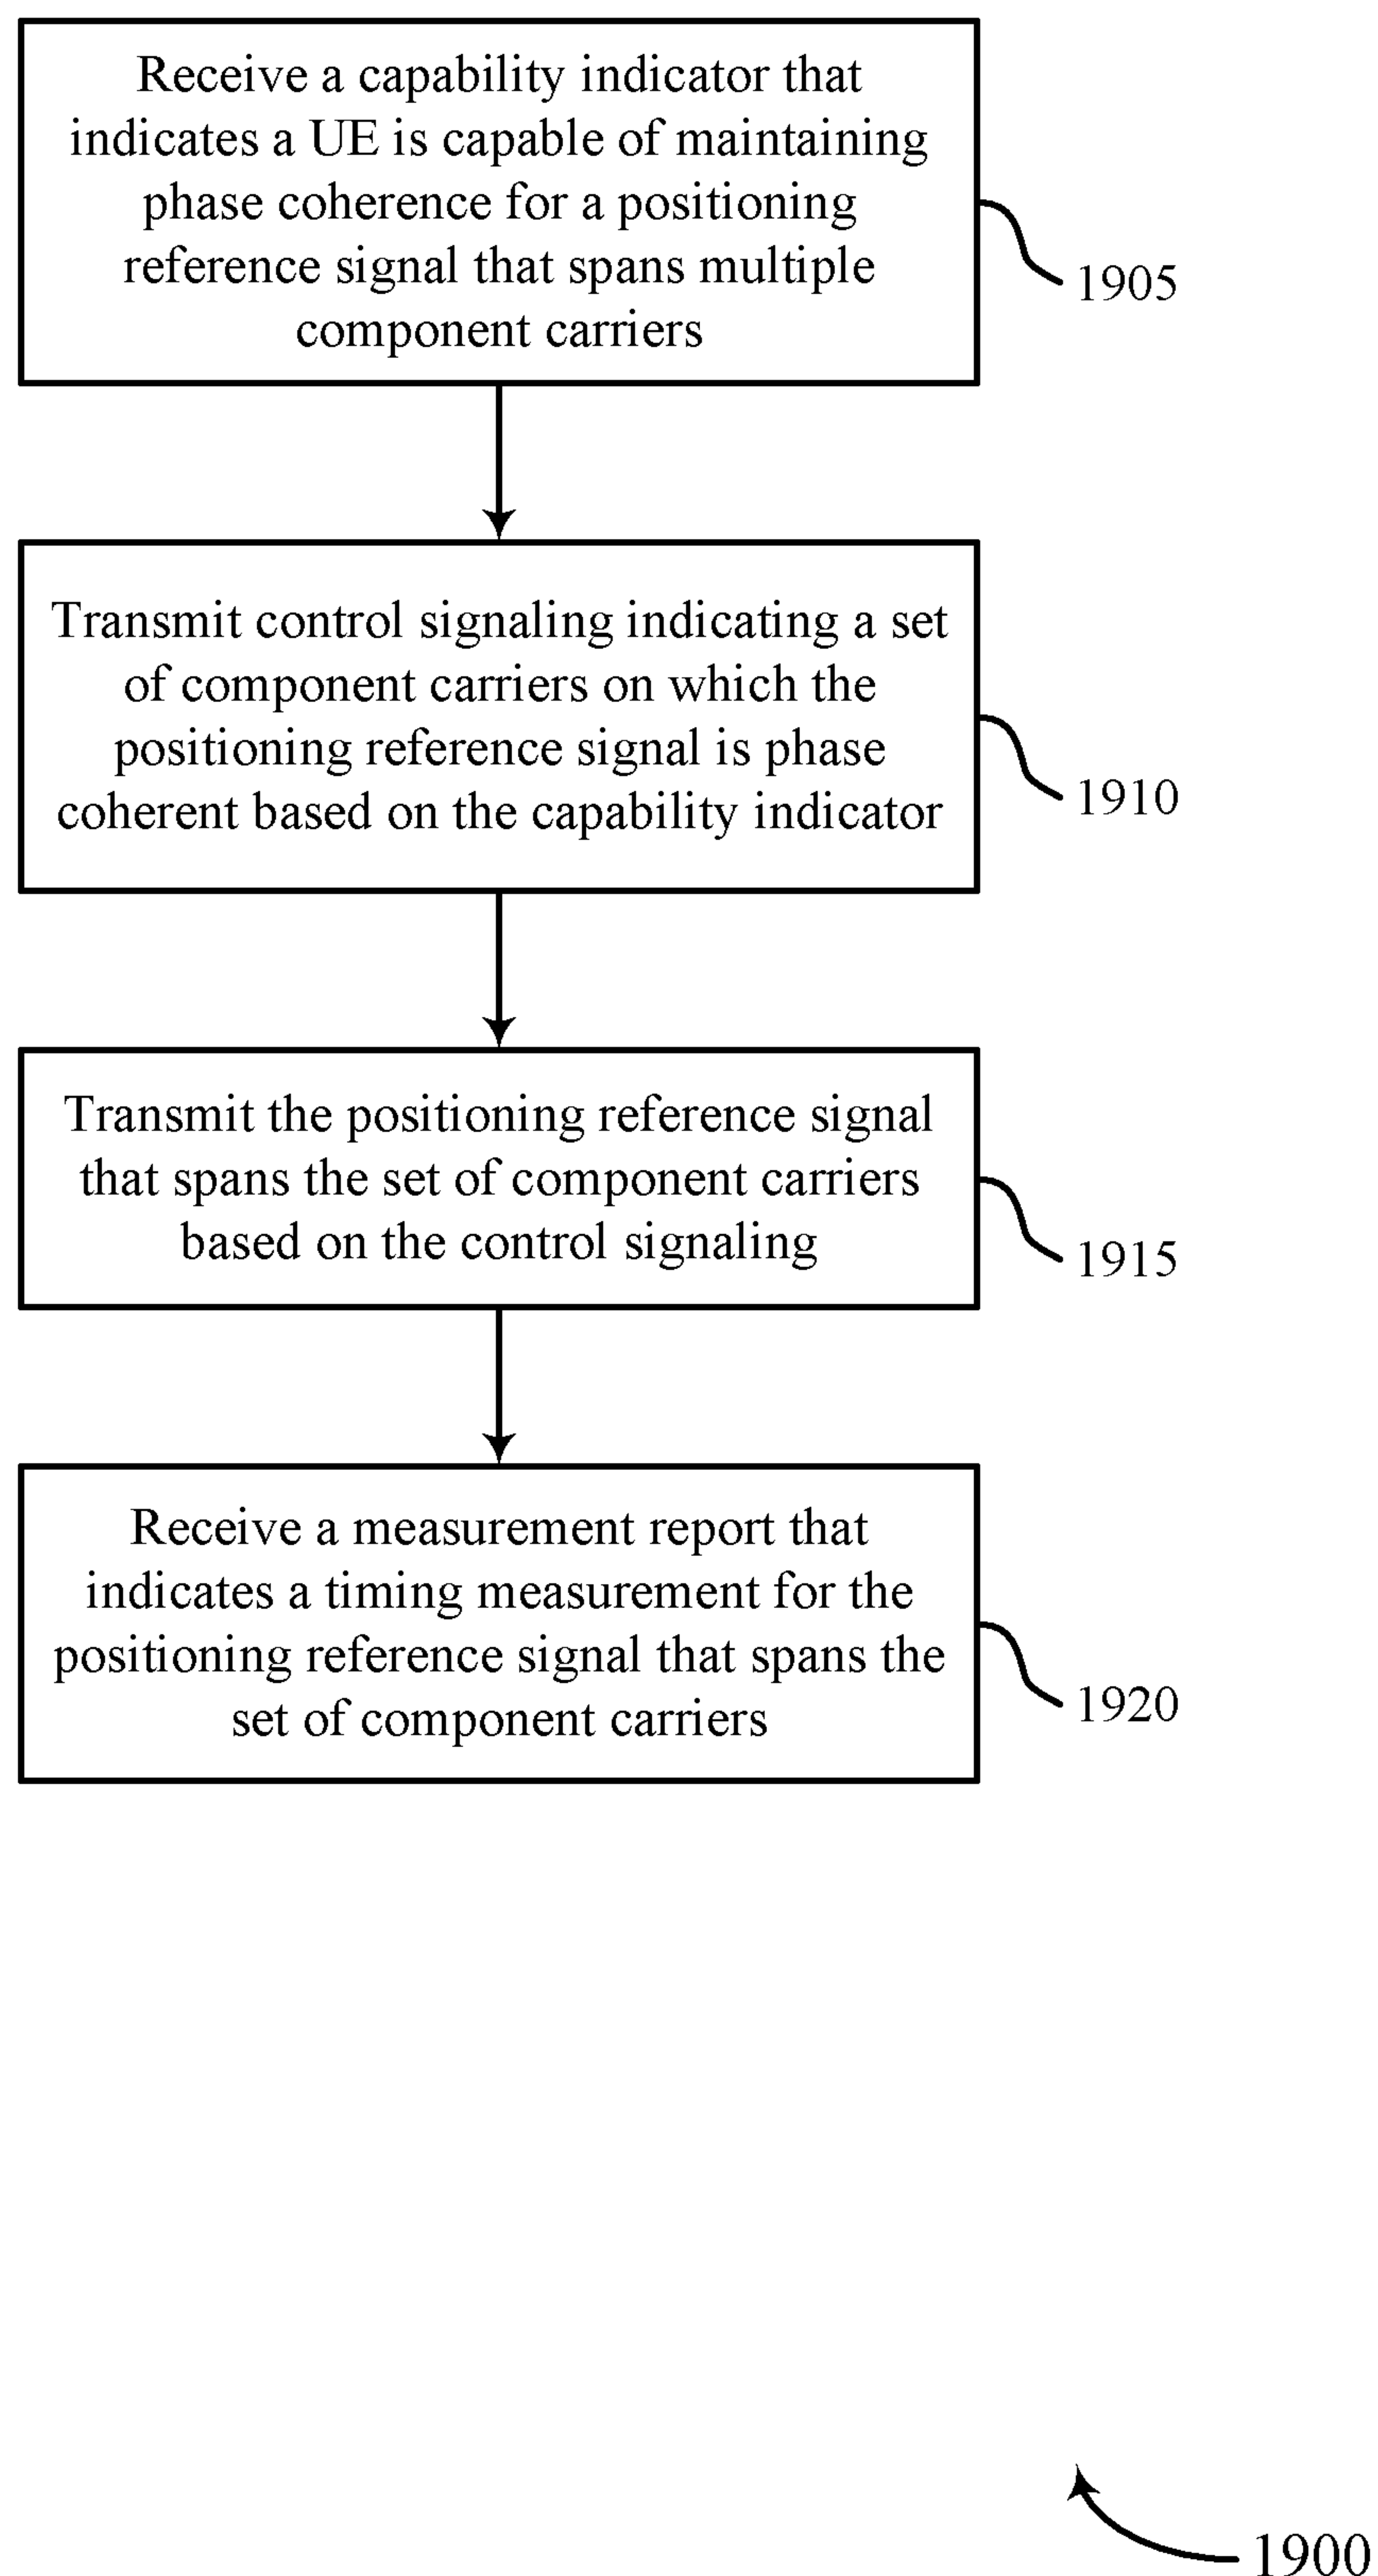 Receive a capability indicator that
indicates a UE is capable of maintaining
phase coherence for a positioning
reference signal that spans multiple
component carriers
1905
Transmit control signaling indicating a set
of component carriers on which the
positioning reference signal is phase
coherent based on the capability indicator
1910
Transmit the positioning reference signal
that spans the set of component carriers
based on the control signaling
1915
Receive a measurement report that
indicates a timing measurement for the
positioning reference signal that spans the
set of component carriers
1920
1900